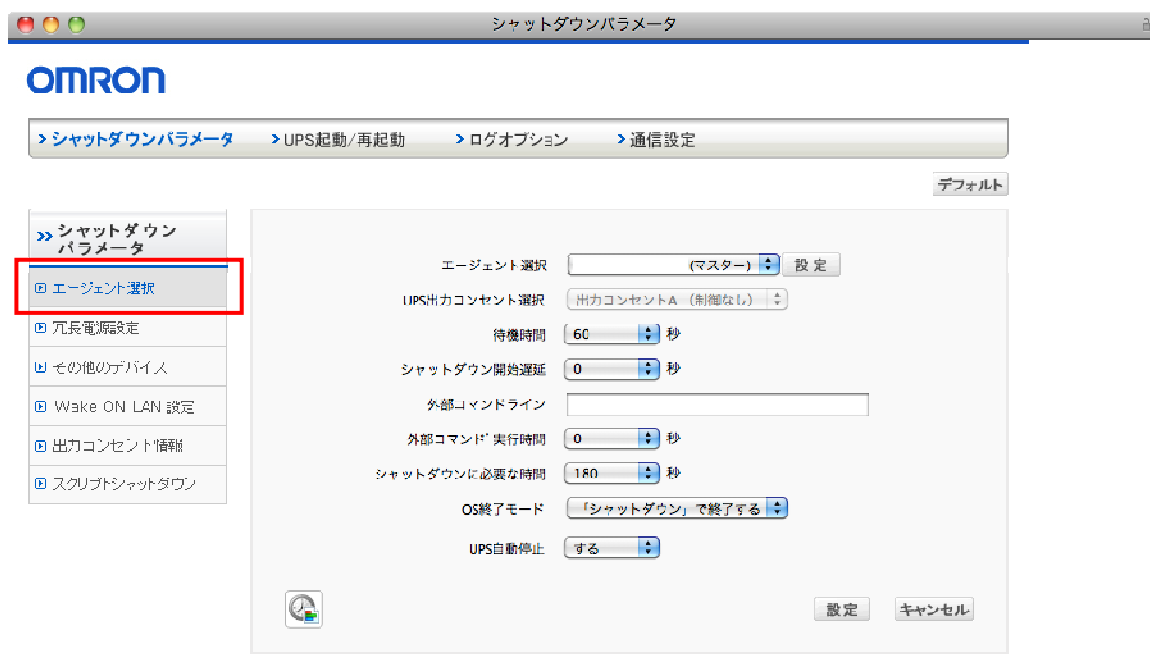 シャットダウンパラメータ
OMRON
シャットダウンパラメータ UPS起動/再起動 ログオプション 通信設定
デフォルト
シャットダウン
パラメータ
エージェント選択
冗長電源設定
その他のデバイス
Wake ON LAN 設定
出力コンセント情報
スクリプトシャットダウン
エージェント選択 (マスター) 設定
UPS出力コンセント選択 出力コンセントA (制御なし)
待機時間 60 秒
シャットダウン開始遅延 0 秒
外部コマンドライン
外部コマンド実行時間 0 秒
シャットダウンに必要な時間 180 秒
OS終了モード 「シャットダウン」で終了する
UPS自動停止 する
設定 キャンセル